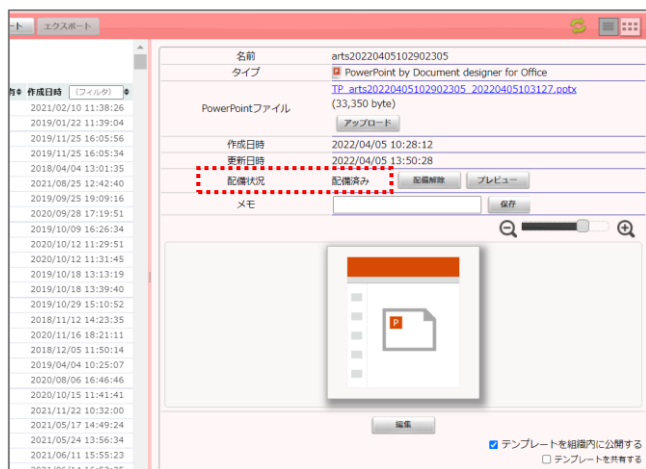 ート エクスポート
有 作成日時 (フィルタ)
2021/02/10 11:38:26
2019/01/22 11:39:04
2019/11/25 16:05:56
2019/11/25 16:05:34
2018/04/04 13:01:35
2021/08/25 12:42:40
2019/09/25 19:09:16
2020/09/28 17:19:51
2019/10/09 16:26:34
2020/10/12 11:29:51
2020/10/12 11:31:45
2019/10/18 13:13:19
2019/10/18 13:39:40
2019/10/29 15:10:52
2018/11/12 14:23:35
2020/11/16 18:21:11
2018/12/05 11:50:14
2019/04/04 10:25:07
2020/08/06 16:46:46
2020/10/15 11:41:41
2021/11/22 10:32:00
2021/05/17 14:49:24
2021/05/24 13:56:34
2021/06/11 15:55:23
名前 arts20220405102902305
タイプ PowerPoint by Document designer for Office
PowerPointファイル TP_arts20220405102902305_20220405103127.potx
(33,350 byte)
アップロード
作成日時 2022/04/05 10:28:12
更新日時 2022/04/05 13:50:28
配備状況 配備済み 配備解除 プレビュー
メモ 保存
P
編集
テンプレートを組織内に公開する
テンプレートを共有する